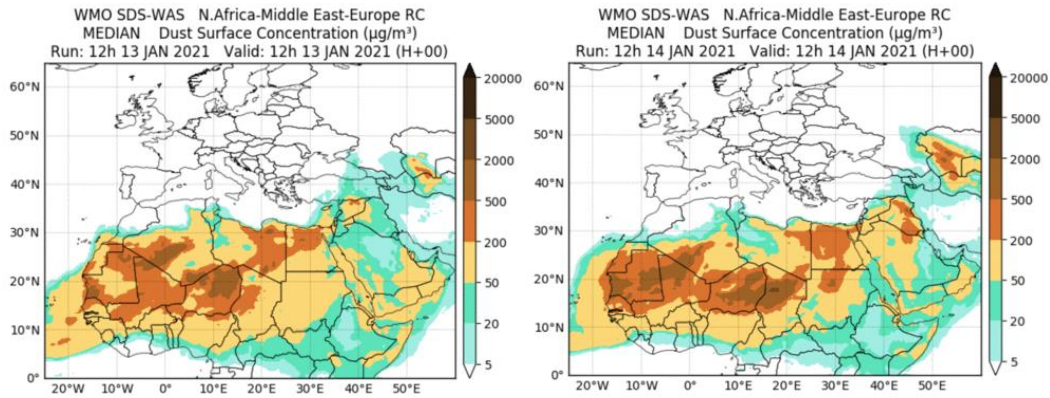 WMO SDS-WAS N.Africa-Middle East-Europe RC
MEDIAN Dust Surface Concentration (µg/m³)
Run: 12h 13 JAN 2021 Valid: 12h 13 JAN 2021 (H+00)
60°N
50°N
40°N
30°N
20°N
10°N
0°
20°W
10°W
0°
10°E
20°E
30°E
40°E
50°E
20000
5000
2000
500
200
50
20
5
WMO SDS-WAS N.Africa-Middle East-Europe RC
MEDIAN Dust Surface Concentration (µg/m³)
Run: 12h 14 JAN 2021 Valid: 12h 14 JAN 2021 (H+00)
60°N
50°N
40°N
30°N
20°N
10°N
0°
20°W
10°W
0°
10°E
20°E
30°E
40°E
50°E
20000
5000
2000
500
200
50
20
5